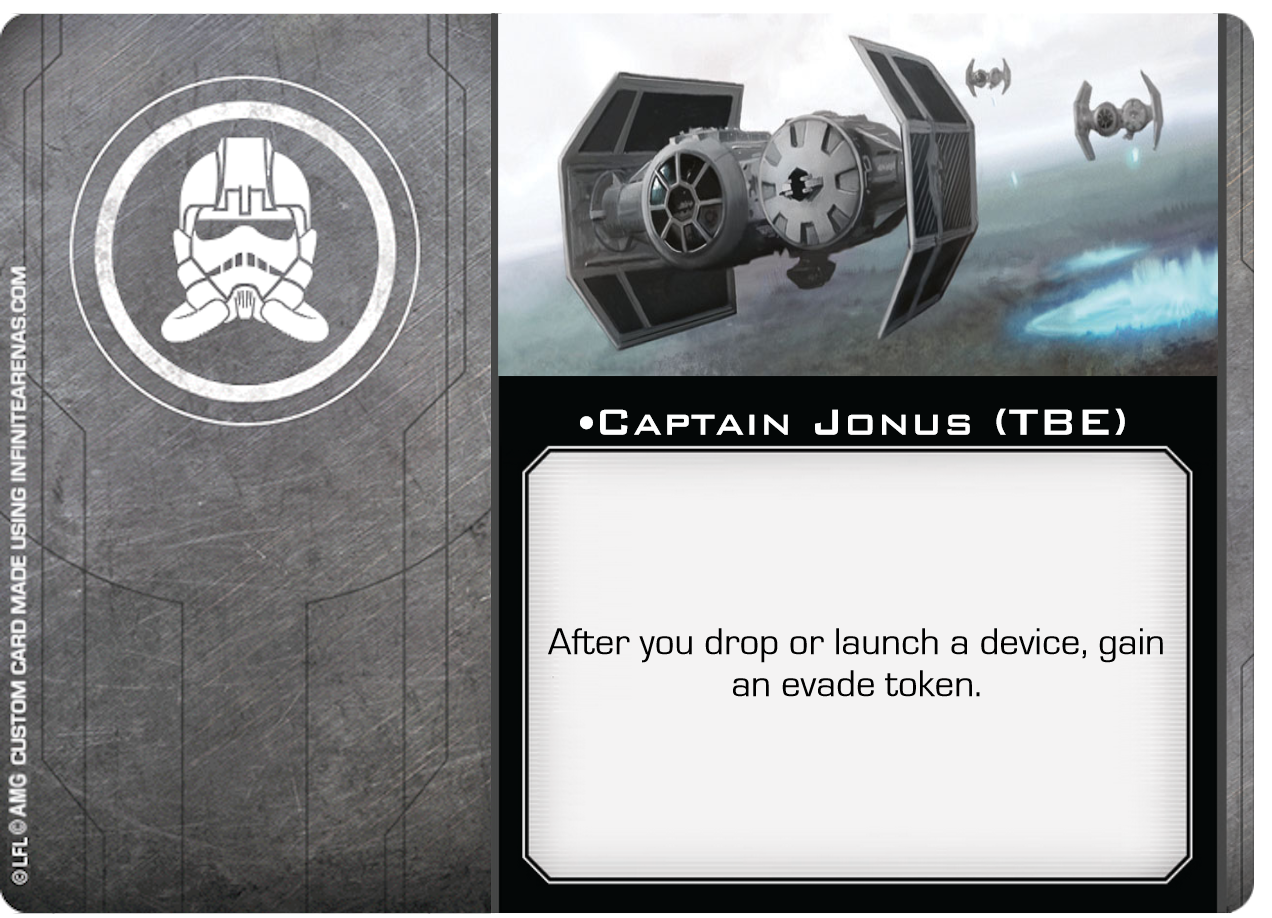 •Captain Jonus (TBE)
After you drop or launch a device, gain
an evade token.
©LFL ©AMG CUSTOM CARD MADE USING INFINITEARENAS.COM